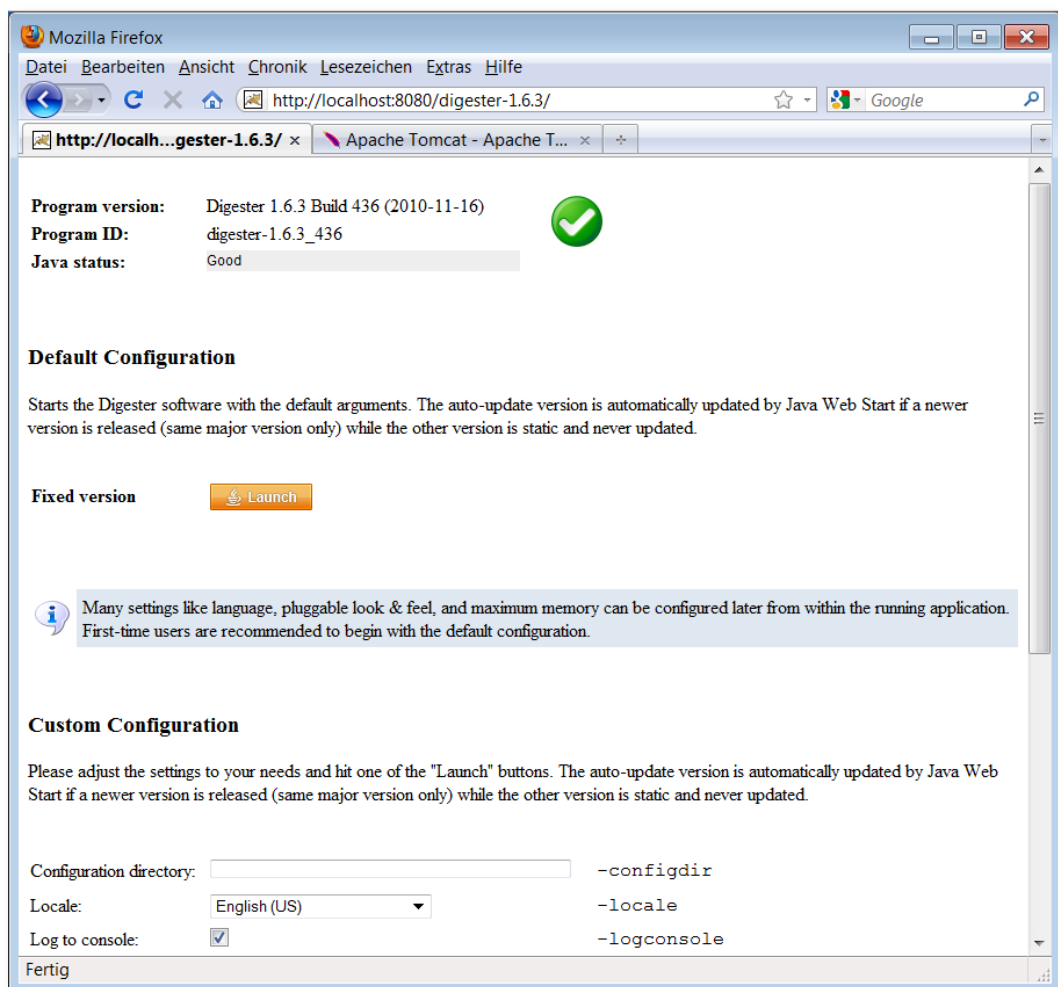 Mozilla Firefox
Datei Bearbeiten Ansicht Chronik Lesezeichen Extras Hilfe
http://localhost:8080/digester-1.6.3/ Google
http://localh...gester-1.6.3/ Apache Tomcat - Apache T...
Program version: Digester 1.6.3 Build 436 (2010-11-16)
Program ID: digester-1.6.3_436
Java status: Good
Default Configuration
Starts the Digester software with the default arguments. The auto-update version is automatically updated by Java Web Start if a newer
version is released (same major version only) while the other version is static and never updated.
Fixed version Launch
Many settings like language, pluggable look & feel, and maximum memory can be configured later from within the running application.
First-time users are recommended to begin with the default configuration.
Custom Configuration
Please adjust the settings to your needs and hit one of the "Launch" buttons. The auto-update version is automatically updated by Java Web
Start if a newer version is released (same major version only) while the other version is static and never updated.
Configuration directory: -configdir
Locale: English (US) -locale
Log to console: -logconsole
Fertig